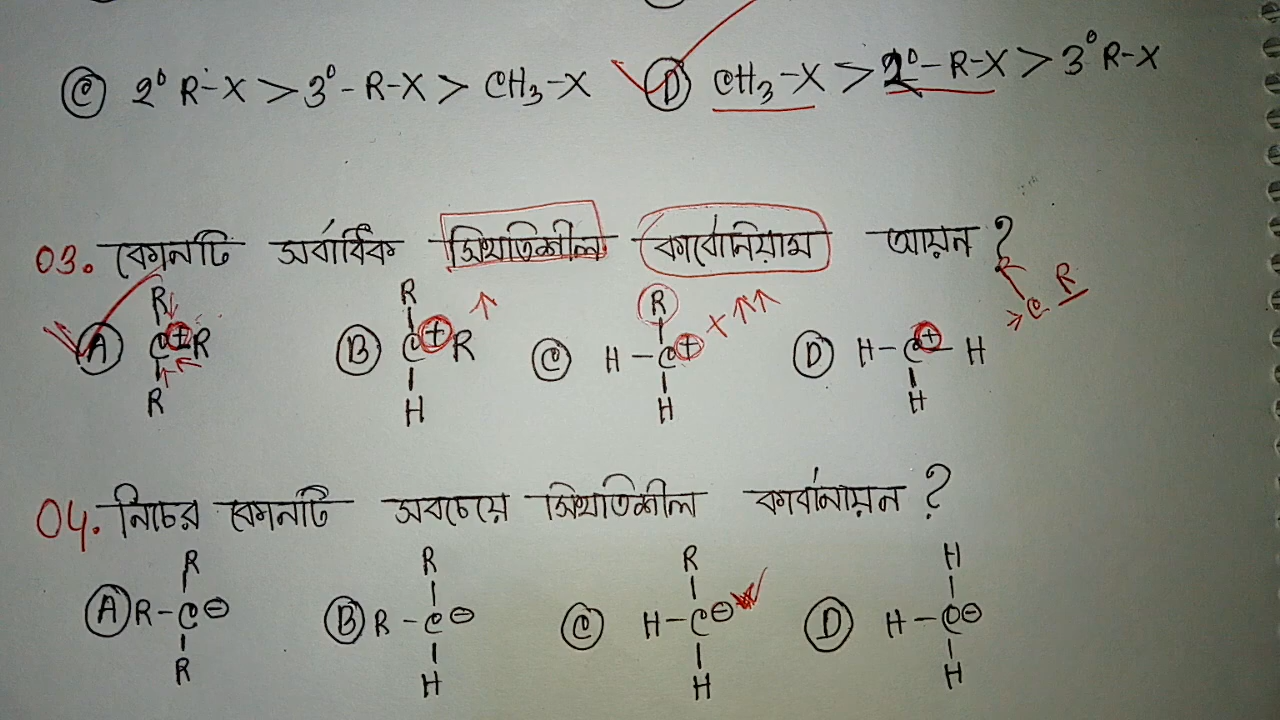 Ⓒ 2° R-X > 3° - R-X > CH₃-X Ⓓ CH₃-X > 2° - R-X > 3° R-X
03. কোনটি সর্বাধিক স্থিতিশীল কার্বোনিয়াম আয়ন ?
R R R R C R
Ⓐ C ⊕ R Ⓑ C ⊕ R Ⓒ H - C ⊕ Ⓓ H - C ⊕ - H
R H H H
04. নিচের কোনটি সবচেয়ে স্থিতিশীল কার্বানায়ন ?
R R R H
Ⓐ R - C ⊖ Ⓑ R - C ⊖ Ⓒ H - C ⊖ Ⓓ H - C ⊖
R H H H